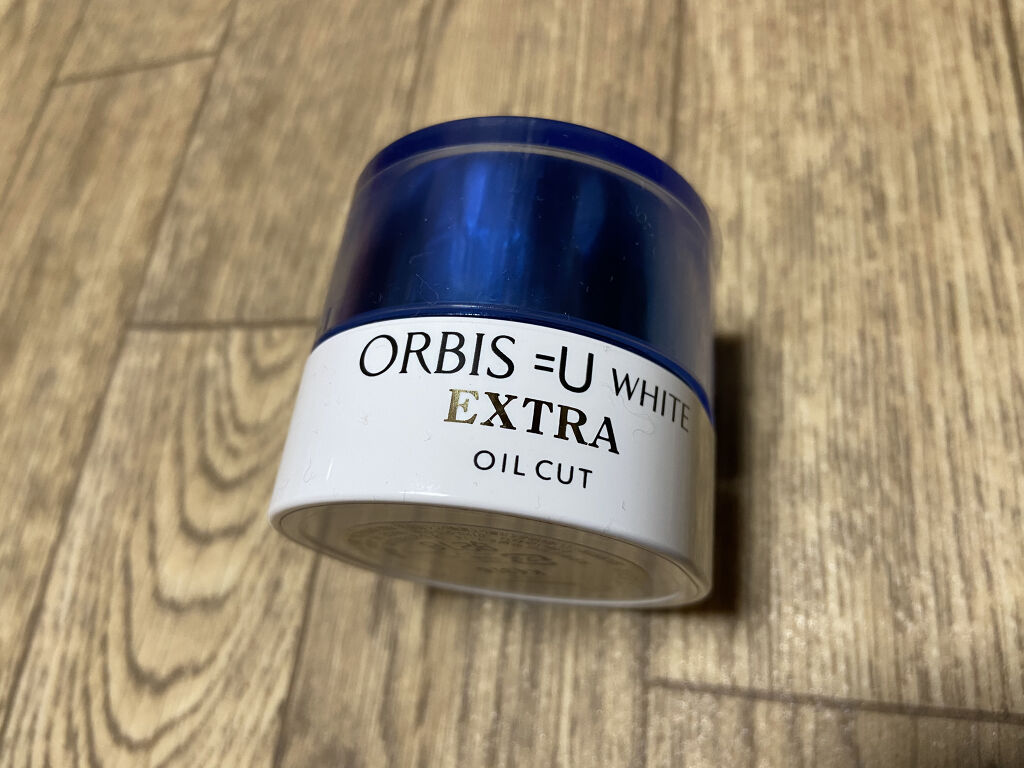 ORBIS =U WHITE
EXTRA
OIL CUT